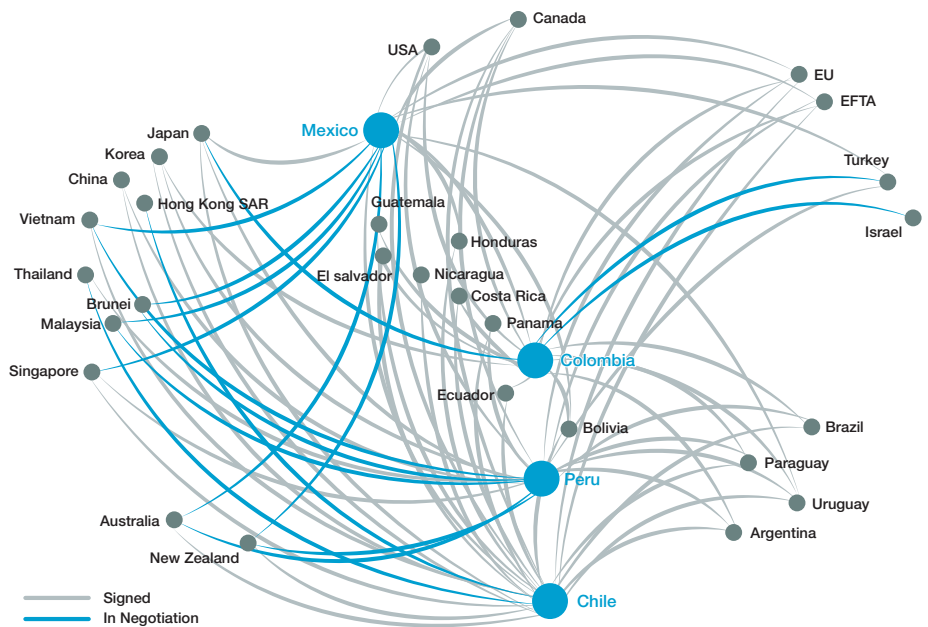 Canada
USA
EU
EFTA
Mexico
Japan
Korea
Turkey
China
Hong Kong SAR
Guatemala
Vietnam
Israel
Honduras
Thailand
El salvador
Nicaragua
Brunei
Costa Rica
Malaysia
Panama
Colombia
Singapore
Ecuador
Bolivia
Brazil
Paraguay
Peru
Uruguay
Australia
Argentina
New Zealand
Signed
Chile
In Negotiation